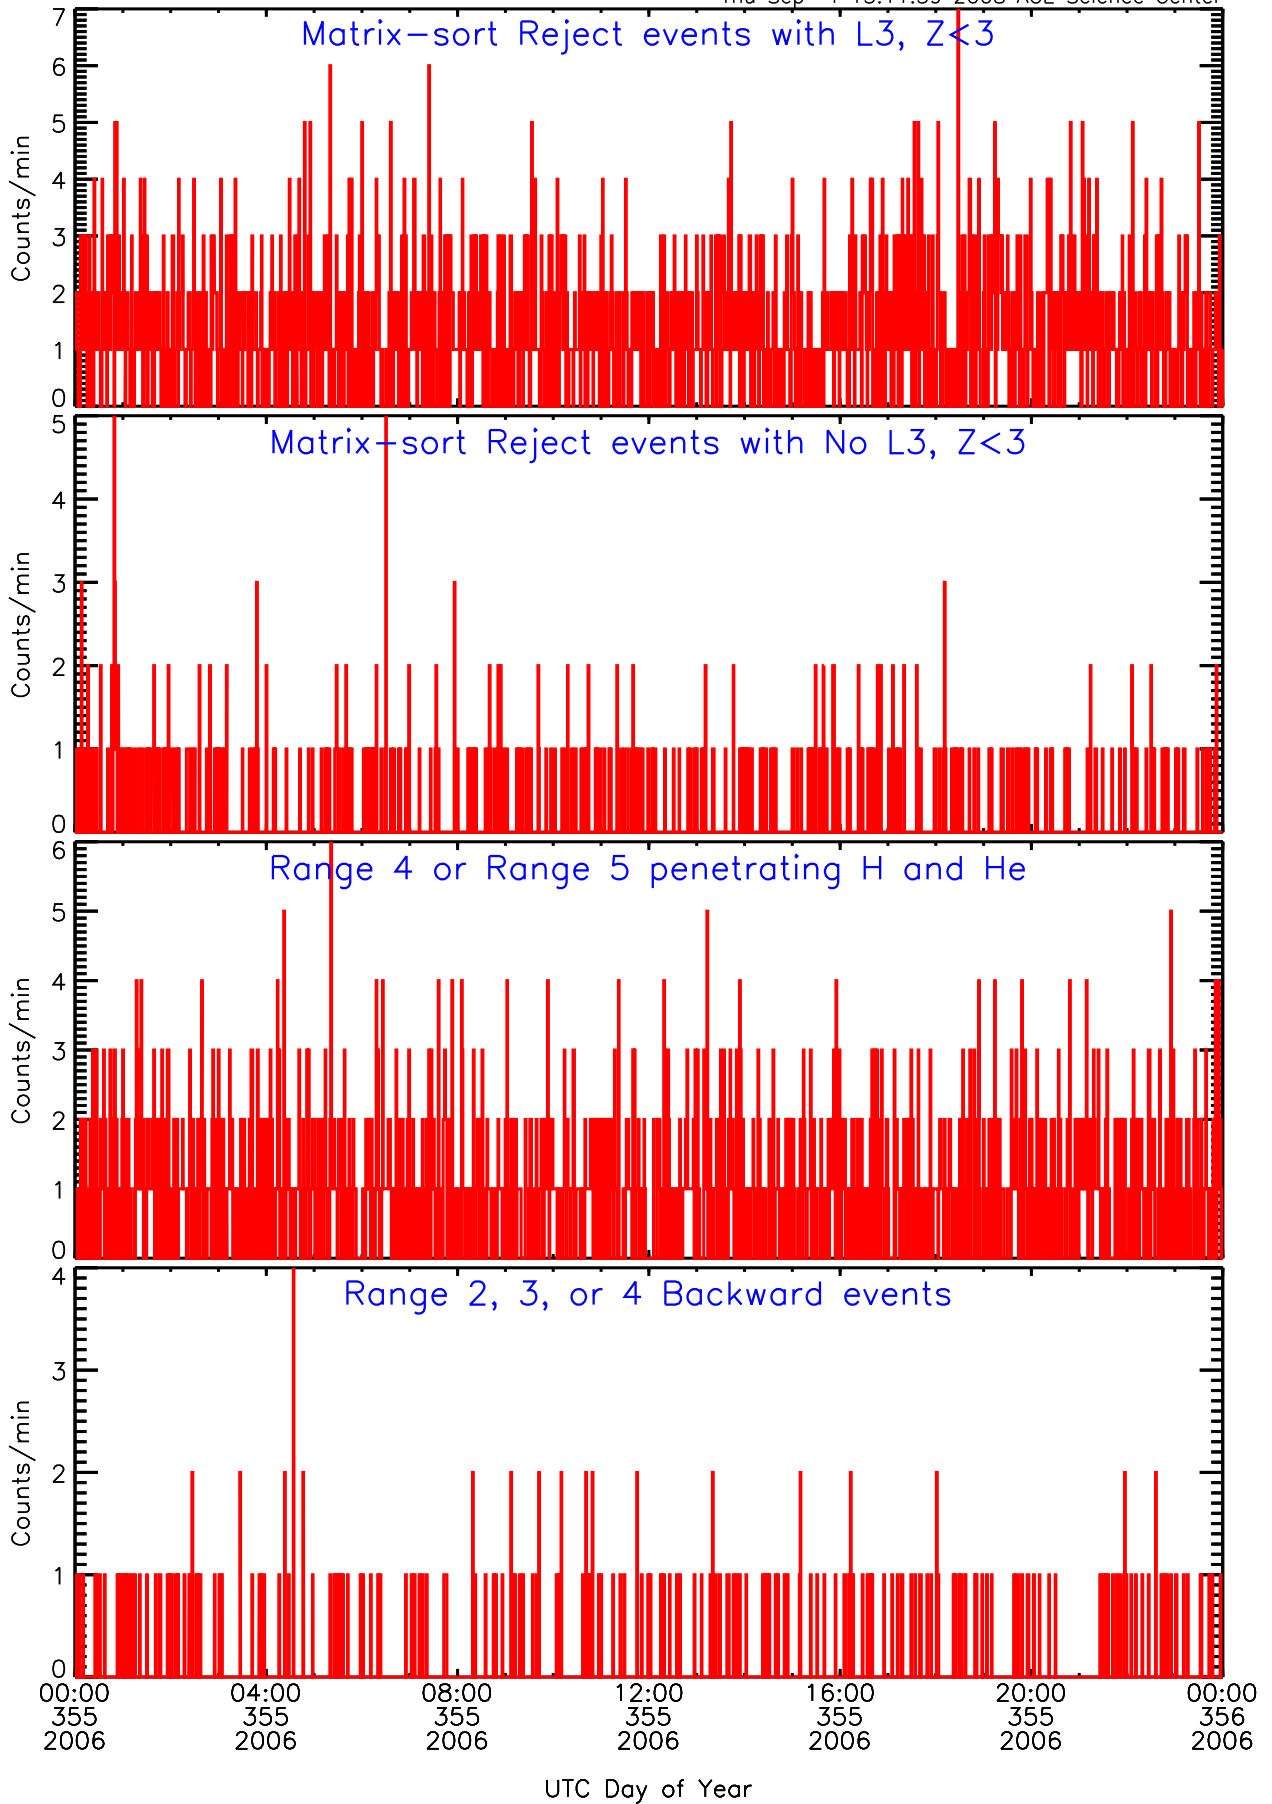 Matrix-sort Reject events with L3, Z<3
7
6
5
4
3
2
1
0
Counts/min
Matrix-sort Reject events with No L3, Z<3
5
4
3
2
1
0
Counts/min
Range 4 or Range 5 penetrating H and He
6
5
4
3
2
1
0
Counts/min
Range 2, 3, or 4 Backward events
4
3
2
1
0
Counts/min
00:00 04:00 08:00 12:00 16:00 20:00 00:00
355 355 355 355 355 355 356
2006 2006 2006 2006 2006 2006 2006
UTC Day of Year